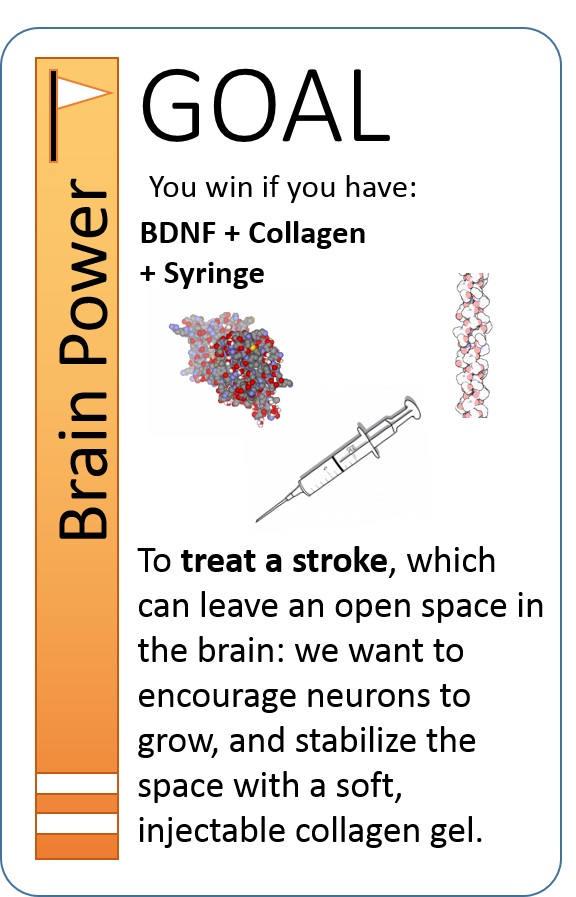 GOAL
You win if you have:
BDNF + Collagen
+ Syringe
Brain Power
To treat a stroke, which
can leave an open space in
the brain: we want to
encourage neurons to
grow, and stabilize the
space with a soft,
injectable collagen gel.